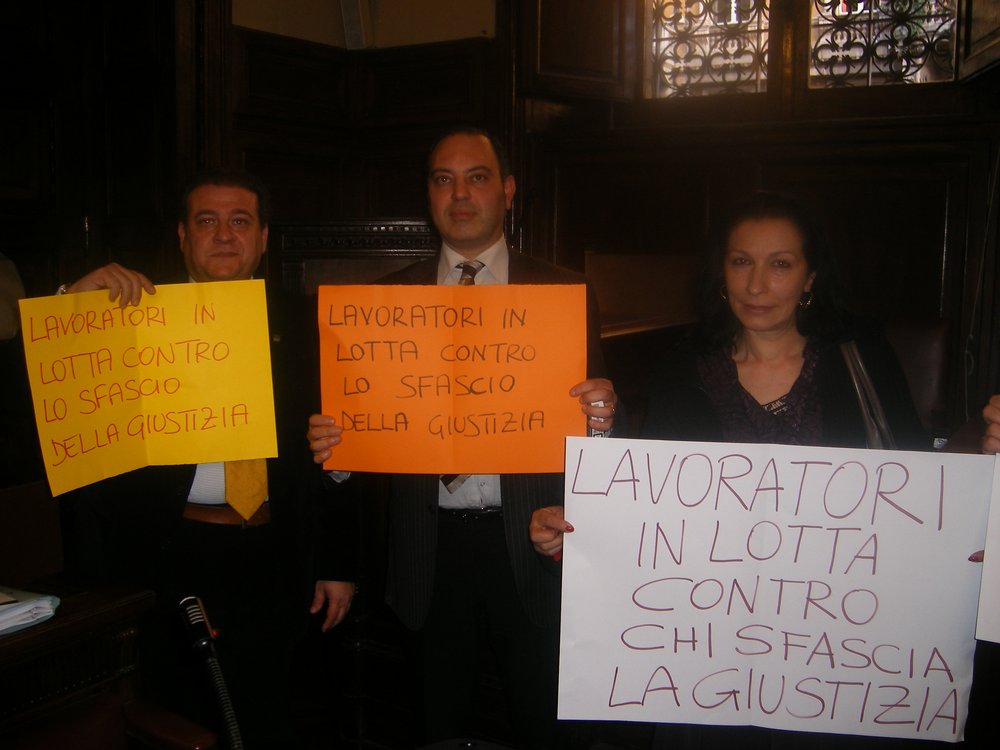 LAVORATORI IN
LOTTA CONTRO
LO SFASCIO
DELLA GIUSTIZIA
LAVORATORI IN
LOTTA CONTRO
LO SFASCIO
DELLA GIUSTIZIA
LAVORATORI
IN LOTTA
CONTRO
CHI SFASCIA
LA GIUSTIZIA